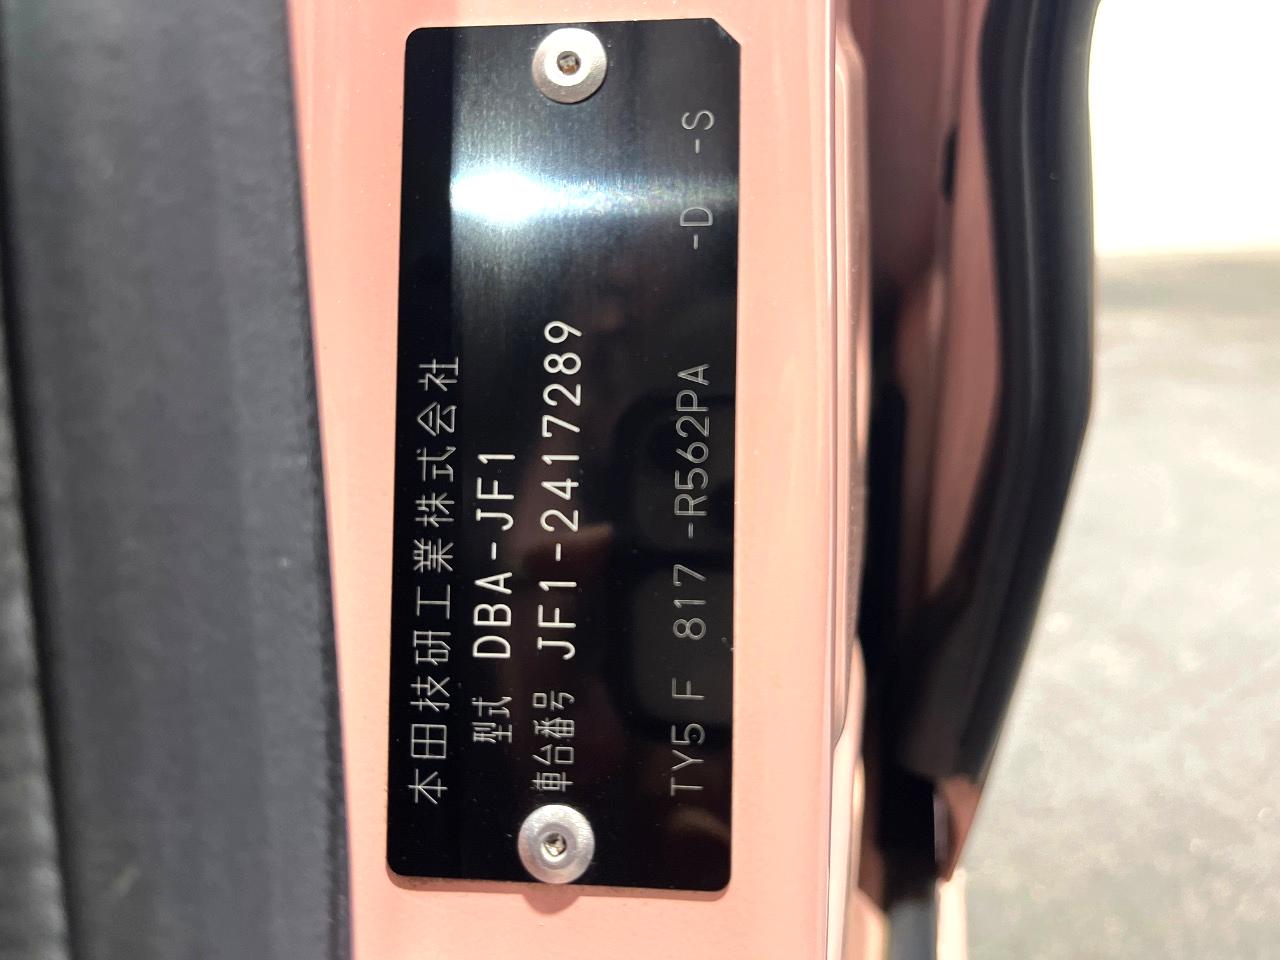 本田技研工業株式会社
型式 DBA-JF1
車台番号 JF1-2417289
TY5 F 817 -R562PA -D -S